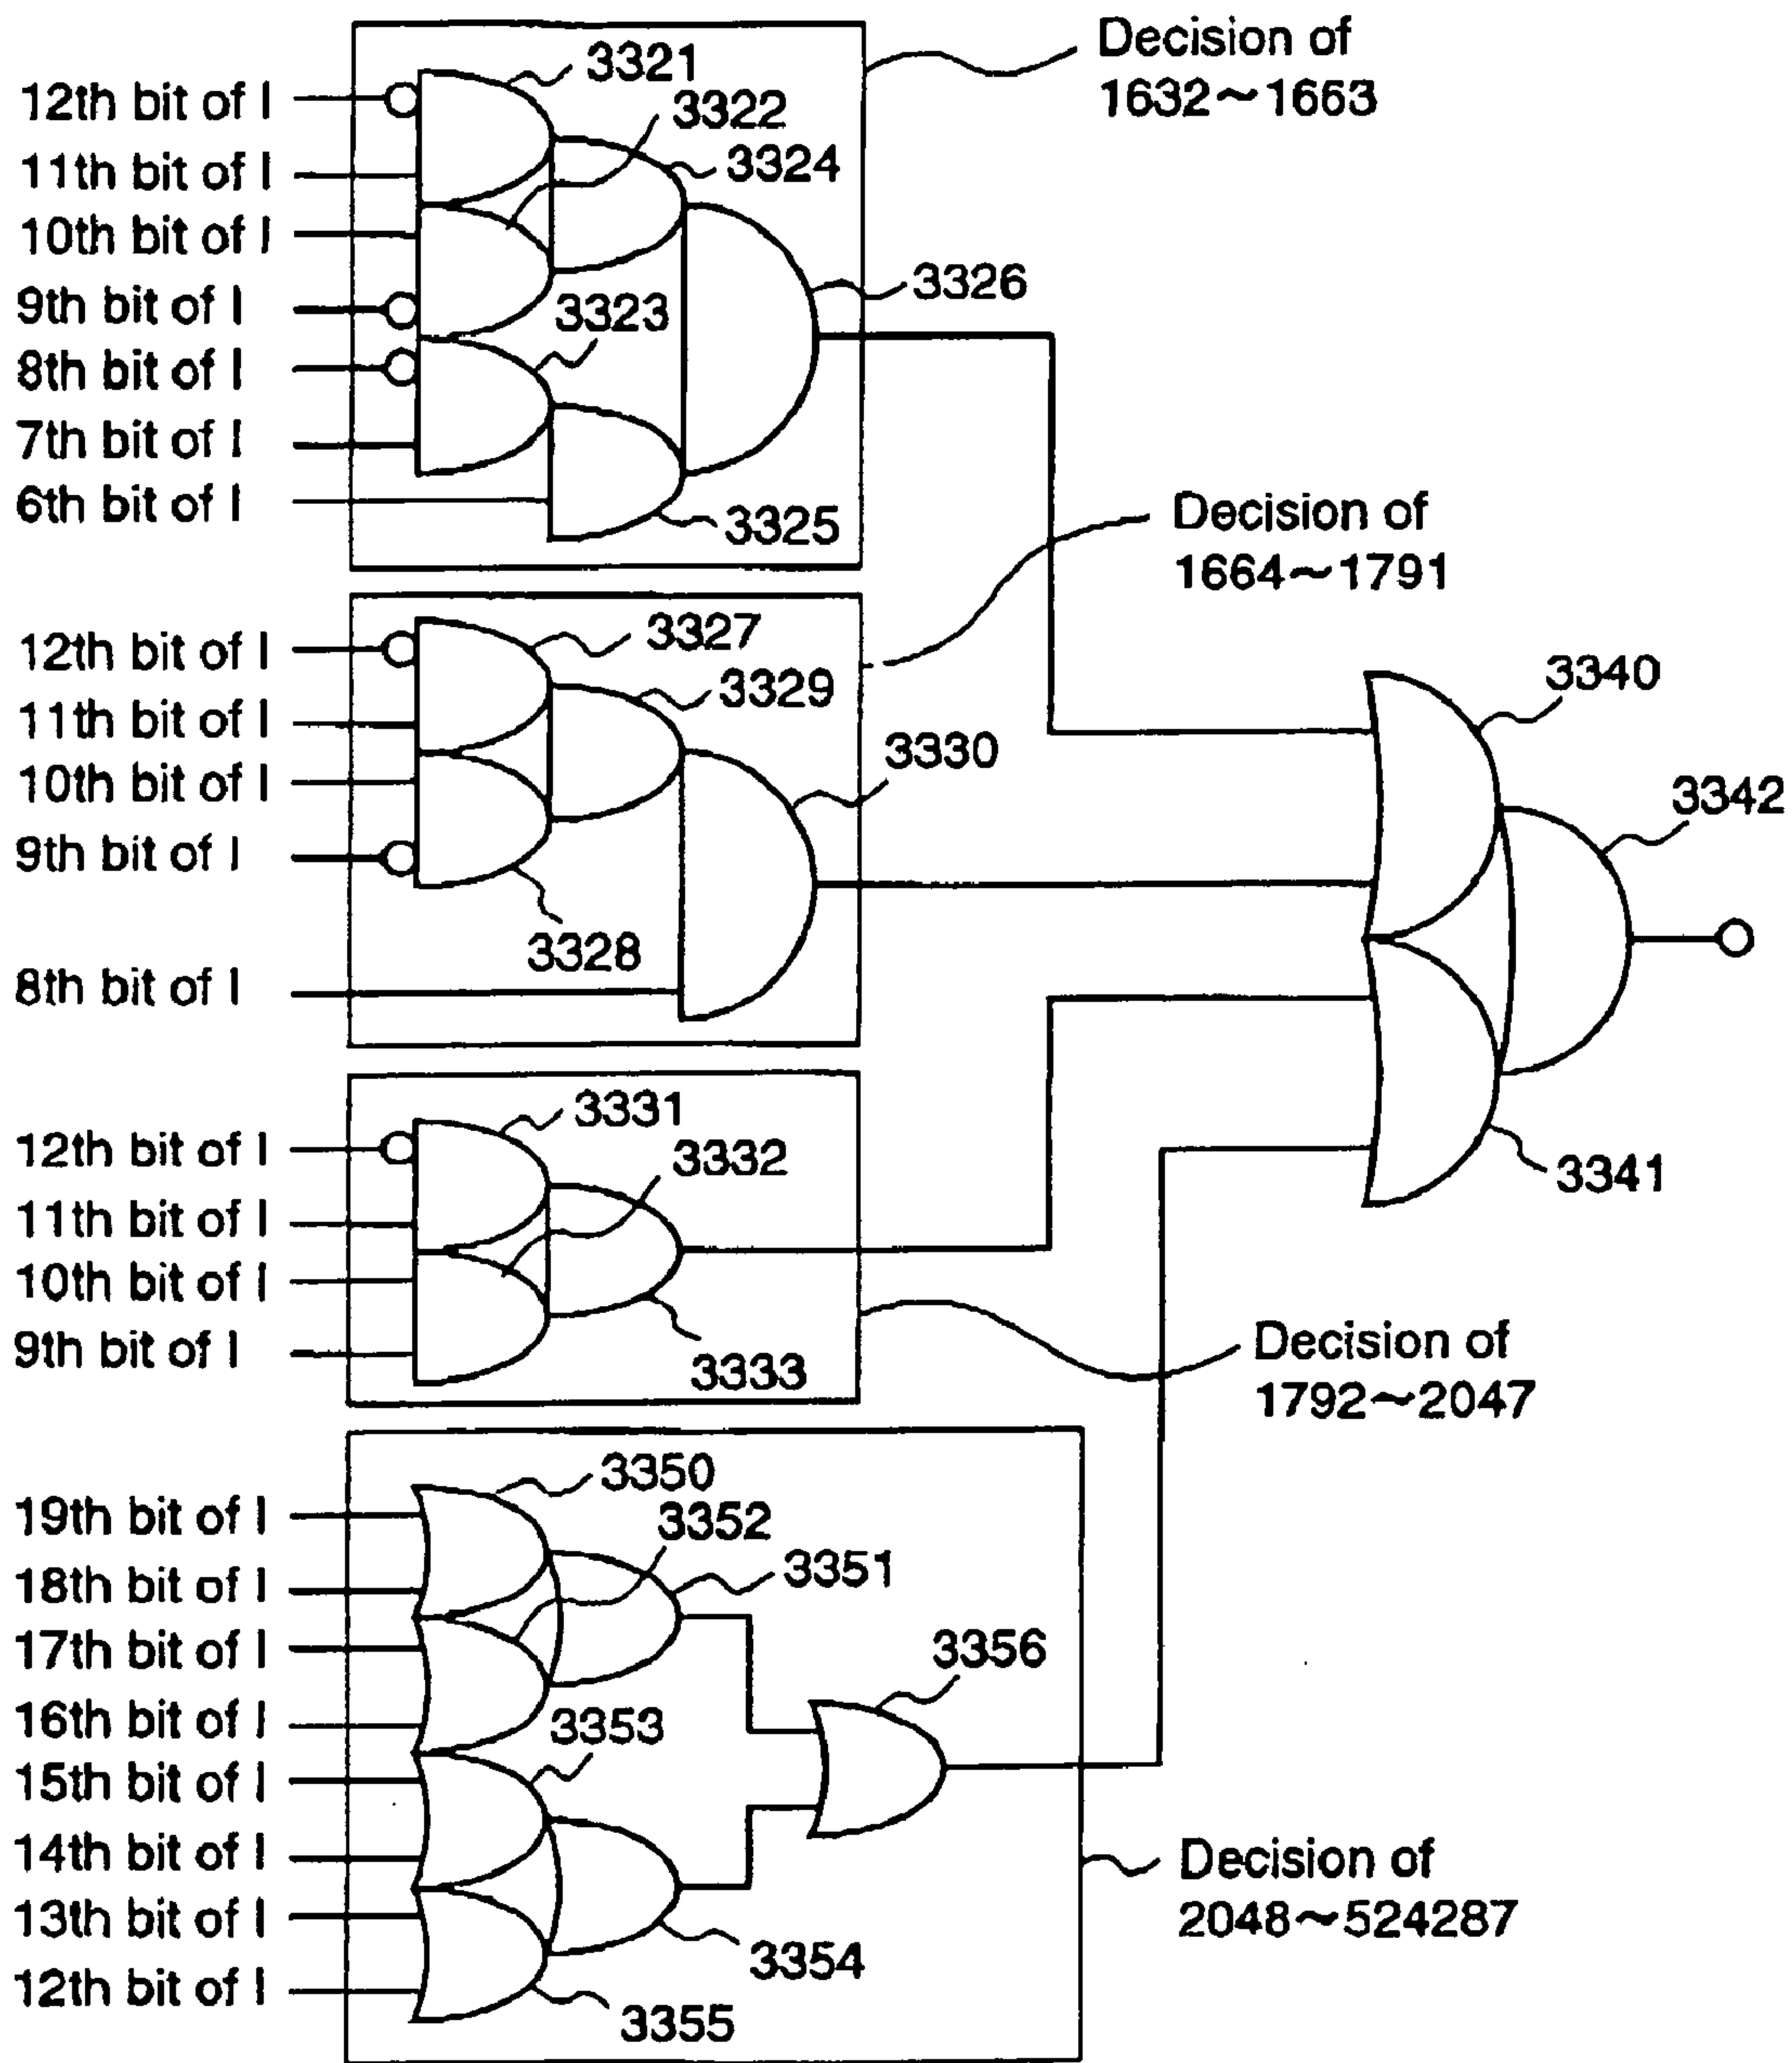 Decision of
1632~1663
3321
12th bit of I
3322
11th bit of I
3324
10th bit of I
3326
9th bit of I
3323
8th bit of I
7th bit of I
6th bit of I
3325
Decision of
1664~1791
12th bit of I
3327
3329
11th bit of I
3330
10th bit of I
9th bit of I
3328
8th bit of I
3340
3342
3341
12th bit of I
3331
3332
11th bit of I
10th bit of I
9th bit of I
3333
Decision of
1792~2047
19th bit of I
3350
3352
3351
18th bit of I
17th bit of I
16th bit of I
3353
3356
15th bit of I
14th bit of I
13th bit of I
3354
12th bit of I
3355
Decision of
2048~524287